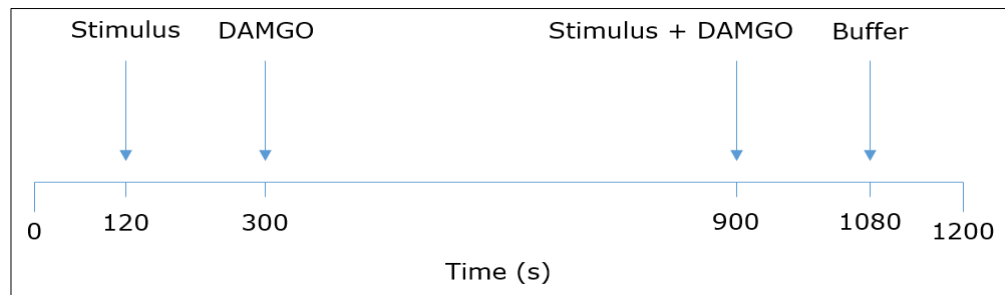 Stimulus DAMGO Stimulus + DAMGO Buffer
0 120 300 900 1080 1200
Time (s)